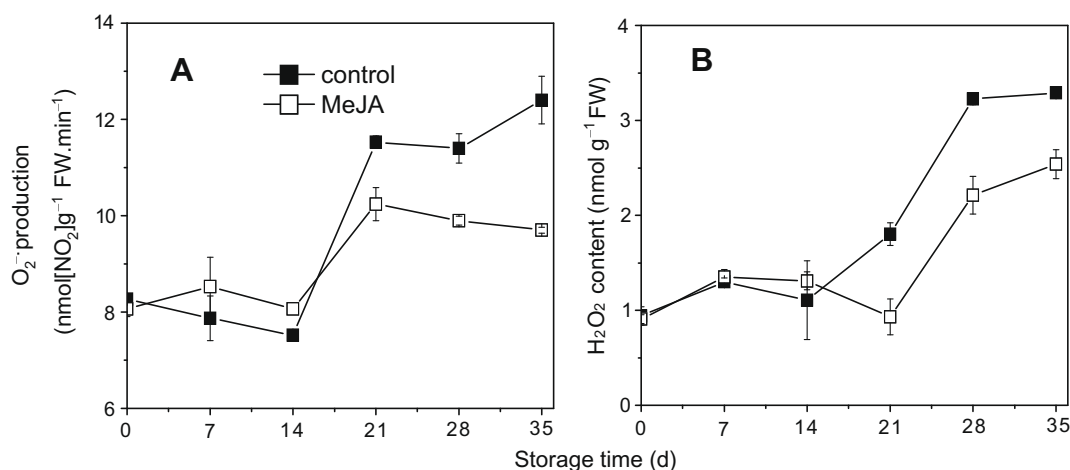 A
control
MeJA
O₂⁻·production
(nmol[NO₂]g⁻¹ FW.min⁻¹)
14
12
10
8
6
0 7 14 21 28 35
B
H₂O₂ content (nmol g⁻¹ FW)
4
3
2
1
0
0 7 14 21 28 35
Storage time (d)